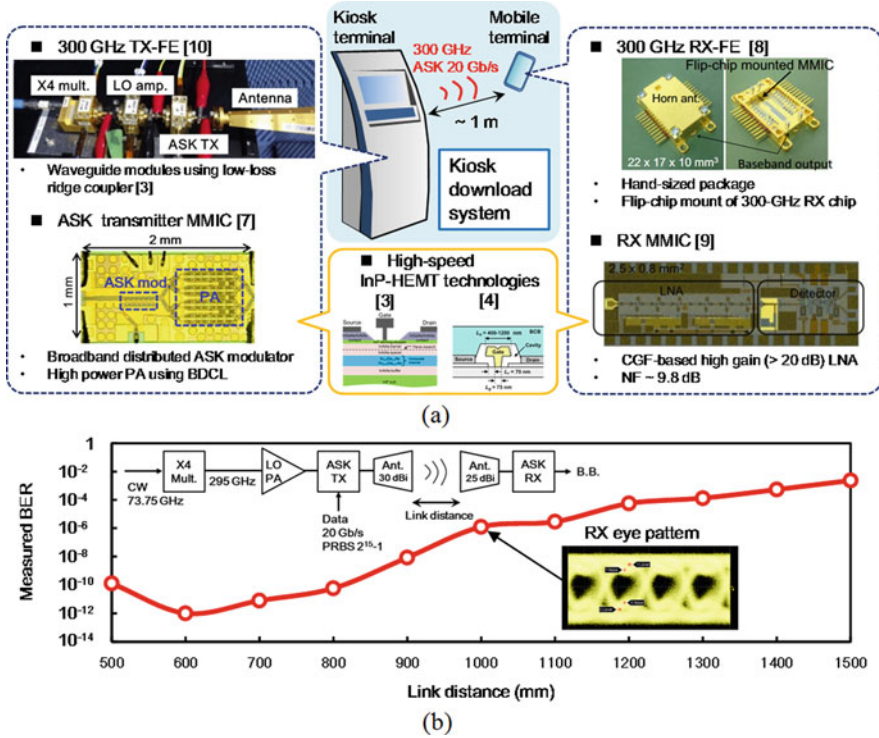 ■ 300 GHz TX-FE [10]
X4 mult.
LO amp.
Antenna
ASK TX
• Waveguide modules using low-loss
ridge coupler [3]
■ ASK transmitter MMIC [7]
2 mm
1 mm
ASK mod.
PA
• Broadband distributed ASK modulator
• High power PA using BDCL
Kiosk
terminal
Mobile
terminal
300 GHz
ASK 20 Gb/s
~ 1 m
Kiosk
download
system
■ High-speed
InP-HEMT technologies
[3]
[4]
Source
Gate
Drain
BCB
Cavity
Source
Gate
Drain
■ 300 GHz RX-FE [8]
Flip-chip mounted MMIC
Horn ant.
22 x 17 x 10 mm³
Baseband output
• Hand-sized package
• Flip-chip mount of 300-GHz RX chip
■ RX MMIC [9]
2.5 x 0.8 mm²
LNA
Detector
• CGF-based high gain (> 20 dB) LNA
• NF ~ 9.8 dB
(a)
Measured BER
1
10⁻²
10⁻⁴
10⁻⁶
10⁻⁸
10⁻¹⁰
10⁻¹²
10⁻¹⁴
CW
73.75 GHz
X4
Mult.
295 GHz
LO
PA
ASK
TX
Ant.
30 dBi
Ant.
25 dBi
ASK
RX
B.B.
Link distance
Data
20 Gb/s
PRBS 2¹⁵-1
RX eye pattern
500 600 700 800 900 1000 1100 1200 1300 1400 1500
Link distance (mm)
(b)